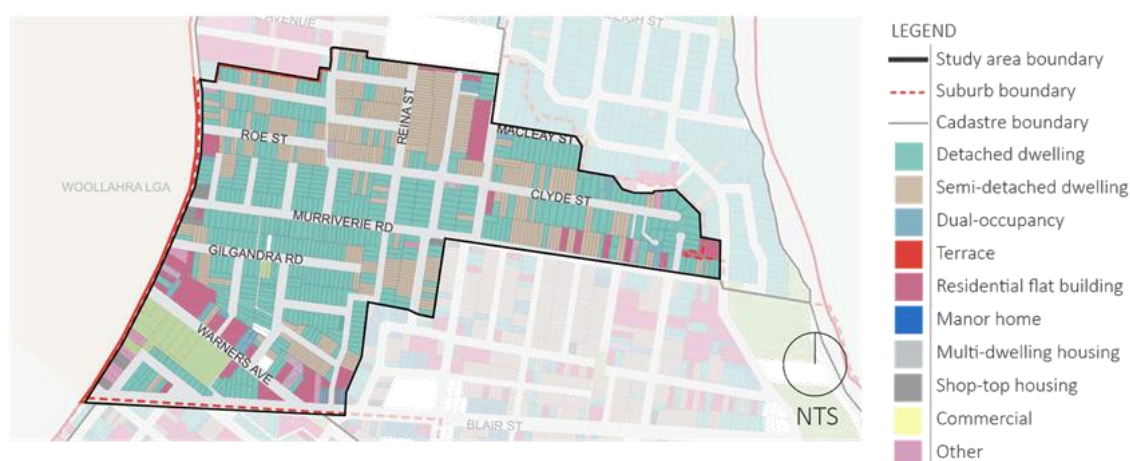 AVENUE
LEIGH ST
MACLEAY ST
REINA ST
ROE ST
WOOLLAHRA LGA
CLYDE ST
MURRIVERIE RD
GILGANDRA RD
WARNERS AVE
BLAIR ST
NTS
LEGEND
Study area boundary
Suburb boundary
Cadastre boundary
Detached dwelling
Semi-detached dwelling
Dual-occupancy
Terrace
Residential flat building
Manor home
Multi-dwelling housing
Shop-top housing
Commercial
Other